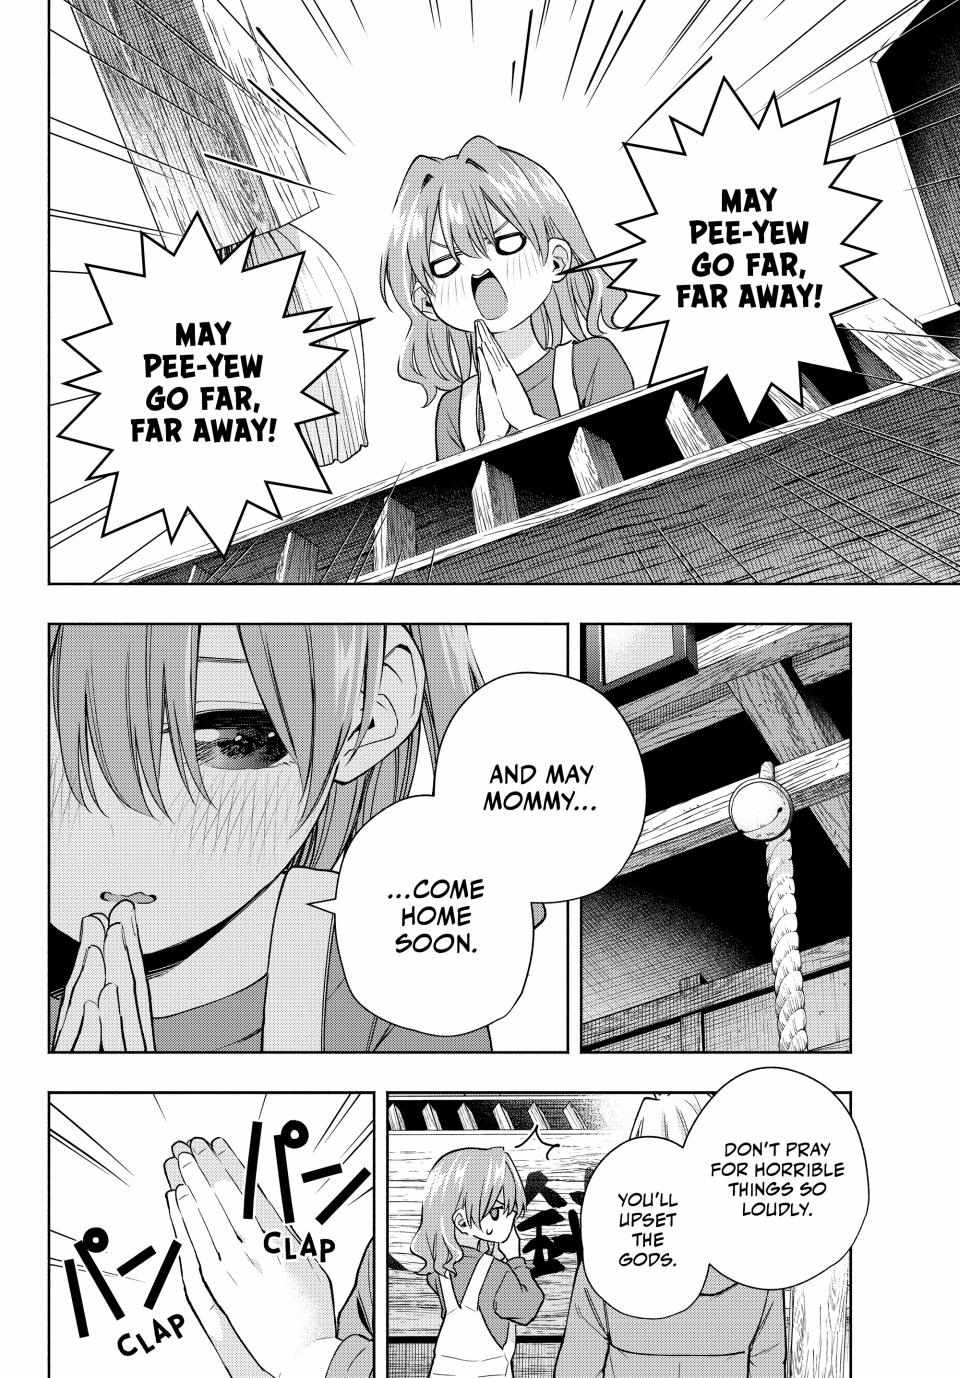 MAY
PEE-YEW
GO FAR,
FAR AWAY!
MAY
PEE-YEW
GO FAR,
FAR AWAY!
AND MAY
MOMMY...
...COME
HOME
SOON.
パン
CLAP
パン
CLAP
DON'T PRAY
FOR HORRIBLE
THINGS SO
LOUDLY.
YOU'LL
UPSET
THE
GODS.